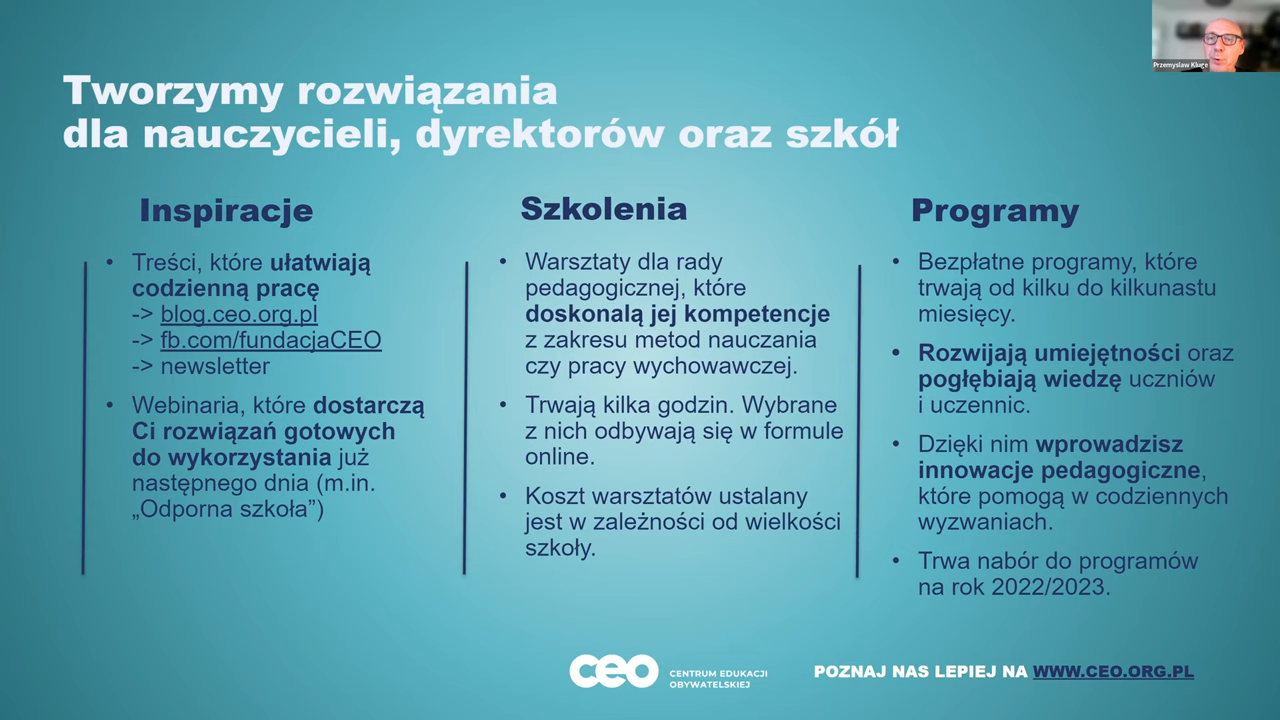 Przemyslaw Kluge
Tworzymy rozwiązania
dla nauczycieli, dyrektorów oraz szkół
Inspiracje
• Treści, które ułatwiają
codzienną pracę
-> blog.ceo.org.pl
-> fb.com/fundacjaCEO
-> newsletter
• Webinaria, które dostarczą
Ci rozwiązań gotowych
do wykorzystania już
następnego dnia (m.in.
„Odporna szkoła”)
Szkolenia
• Warsztaty dla rady
pedagogicznej, które
doskonalą jej kompetencje
z zakresu metod nauczania
czy pracy wychowawczej.
• Trwają kilka godzin. Wybrane
z nich odbywają się w formule
online.
• Koszt warsztatów ustalany
jest w zależności od wielkości
szkoły.
Programy
• Bezpłatne programy, które
trwają od kilku do kilkunastu
miesięcy.
• Rozwijają umiejętności oraz
pogłębiają wiedzę uczniów
i uczennic.
• Dzięki nim wprowadzisz
innowacje pedagogiczne,
które pomogą w codziennych
wyzwaniach.
• Trwa nabór do programów
na rok 2022/2023.
ceo
CENTRUM EDUKACJI
OBYWATELSKIEJ
POZNAJ NAS LEPIEJ NA WWW.CEO.ORG.PL